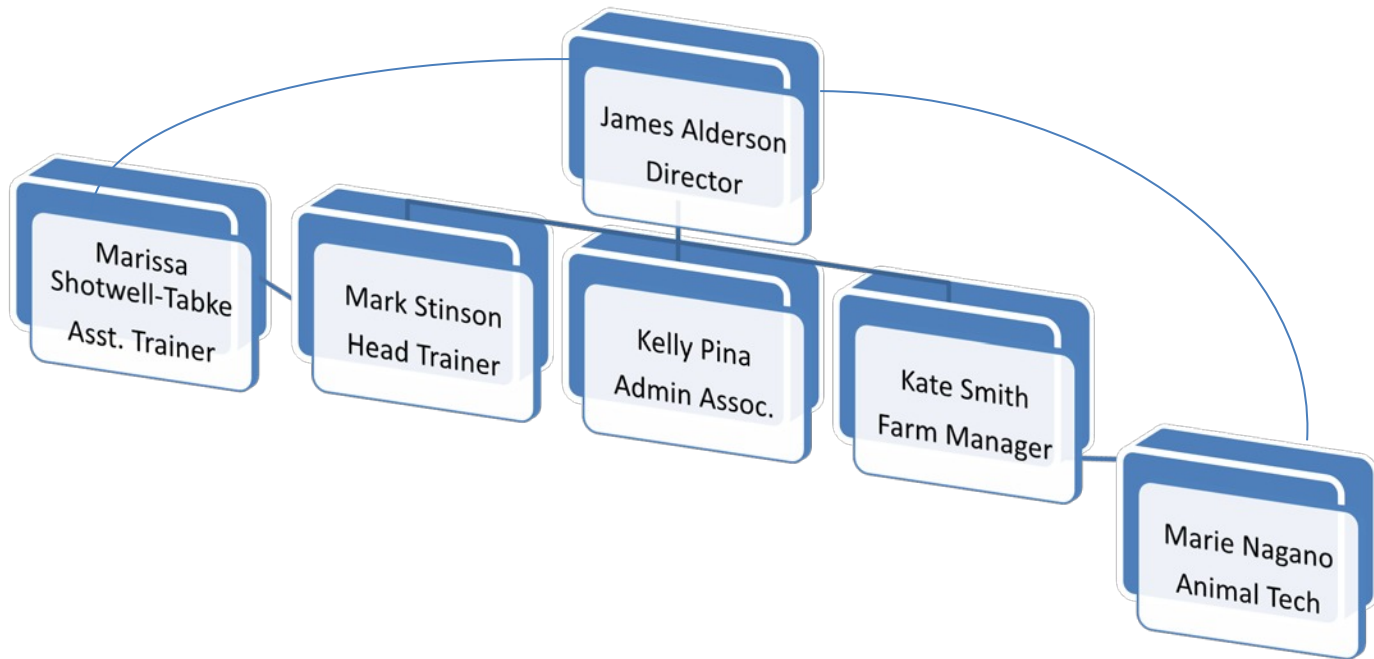 James Alderson
Director
Marissa
Shotwell-Tabke
Asst. Trainer
Mark Stinson
Head Trainer
Kelly Pina
Admin Assoc.
Kate Smith
Farm Manager
Marie Nagano
Animal Tech